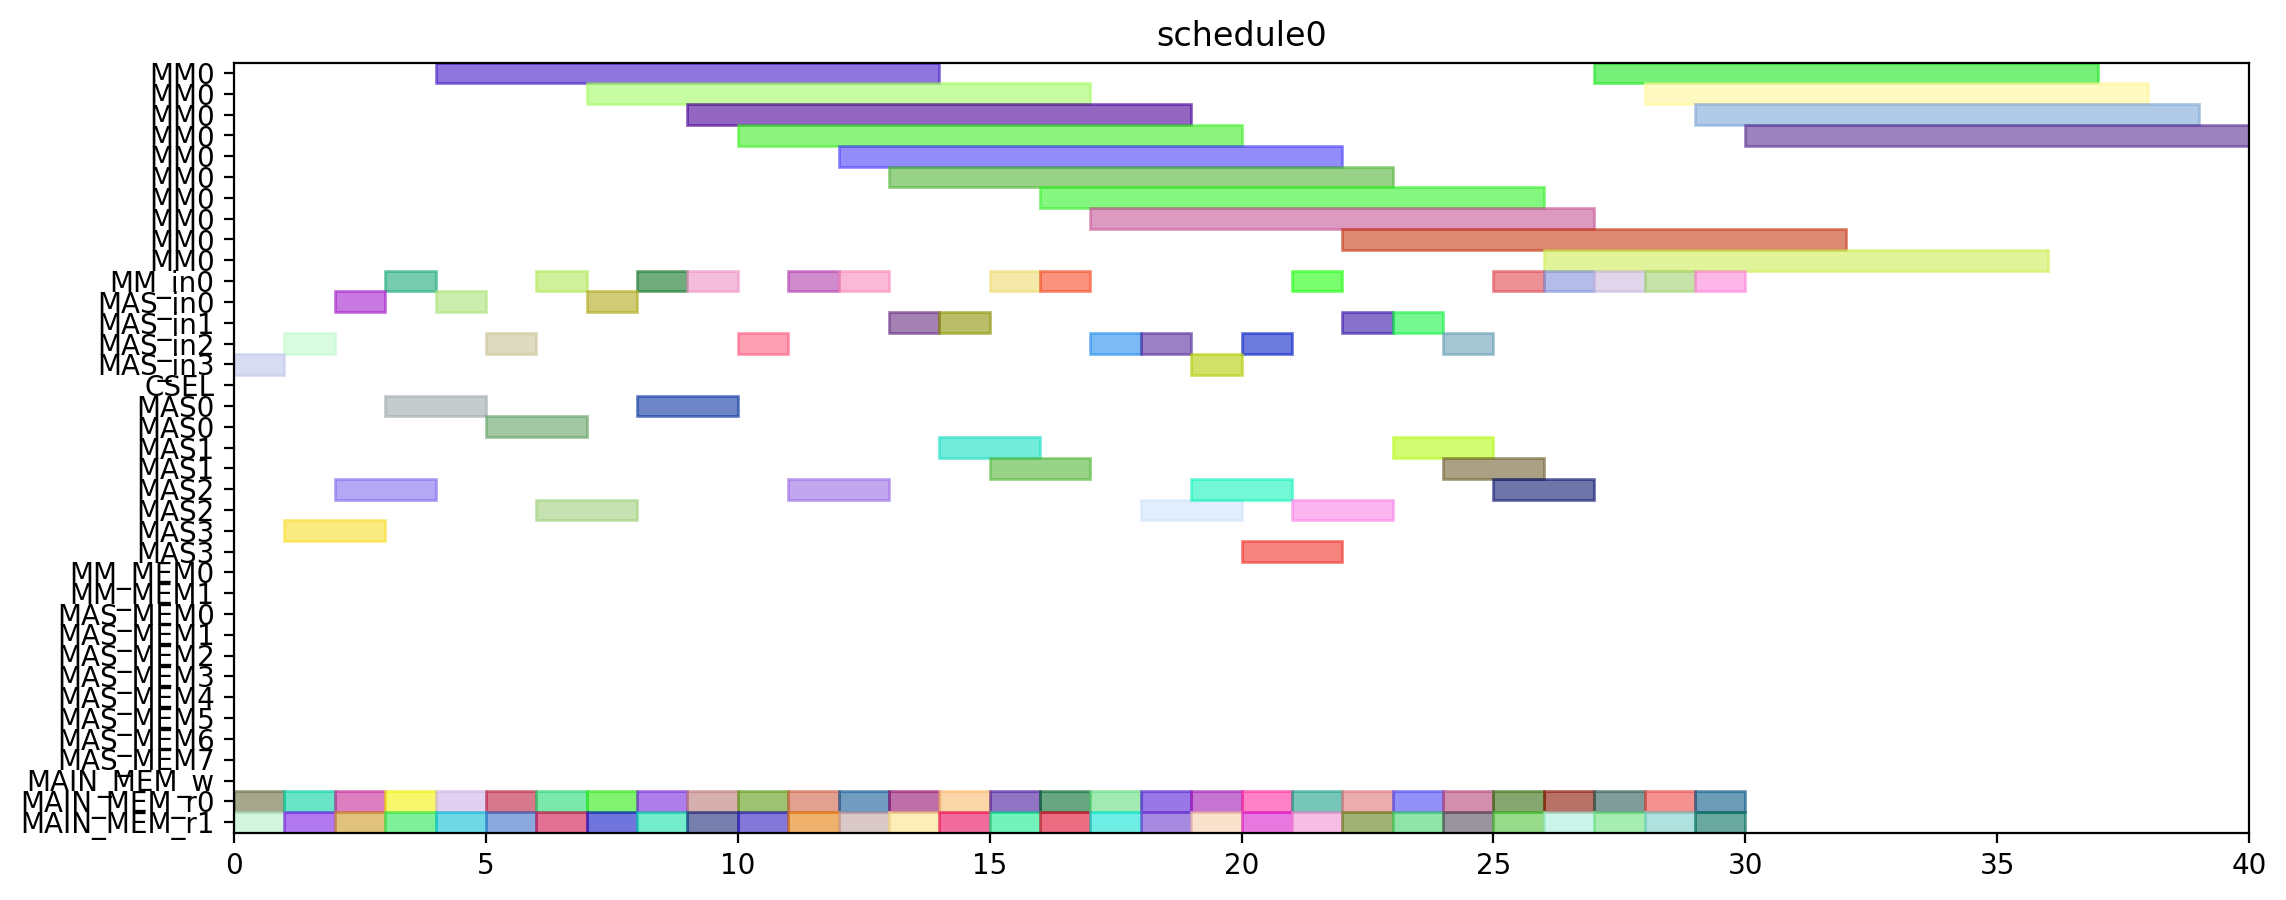 schedule0
MM0
MM0
MM0
MM0
MM0
MM0
MM0
MM0
MM0
MM0
MM_in0
MAS_in0
MAS_in1
MAS_in2
MAS_in3
CSEL
MAS0
MAS0
MAS1
MAS1
MAS2
MAS2
MAS3
MAS3
MM_MEM0
MM_MEM1
MAS_MEM0
MAS_MEM1
MAS_MEM2
MAS_MEM3
MAS_MEM4
MAS_MEM5
MAS_MEM6
MAS_MEM7
MAIN_MEM_w
MAIN_MEM_r0
MAIN_MEM_r1
0 5 10 15 20 25 30 35 40